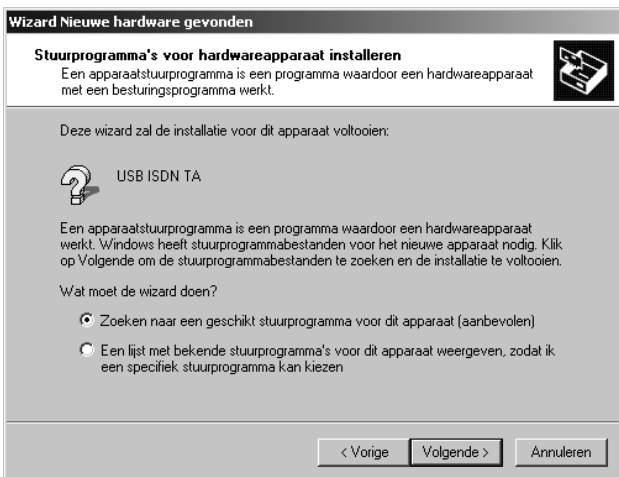 Wizard Nieuwe hardware gevonden
Stuurprogramma's voor hardwareapparaat installeren
Een apparaatstuurprogramma is een programma waardoor een hardwareapparaat
met een besturingsprogramma werkt.
Deze wizard zal de installatie voor dit apparaat voltooien:
USB ISDN TA
Een apparaatstuurprogramma is een programma waardoor een hardwareapparaat
werkt. Windows heeft stuurprogrammabestanden voor het nieuwe apparaat nodig. Klik
op Volgende om de stuurprogrammabestanden te zoeken en de installatie te voltooien.
Wat moet de wizard doen?
Zoeken naar een geschikt stuurprogramma voor dit apparaat (aanbevolen)
Een lijst met bekende stuurprogramma's voor dit apparaat weergeven, zodat ik
een specifiek stuurprogramma kan kiezen
< Vorige Volgende > Annuleren